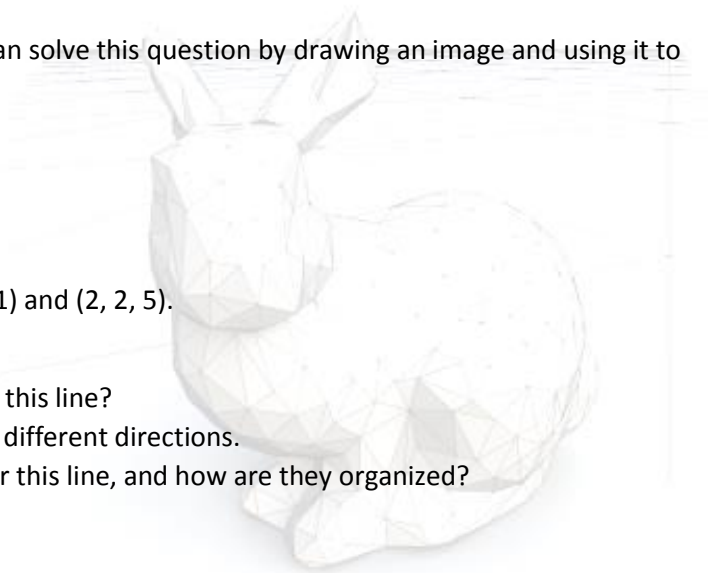 an solve this question by drawing an image and using it to
1) and (2, 2, 5).
this line?
different directions.
r this line, and how are they organized?